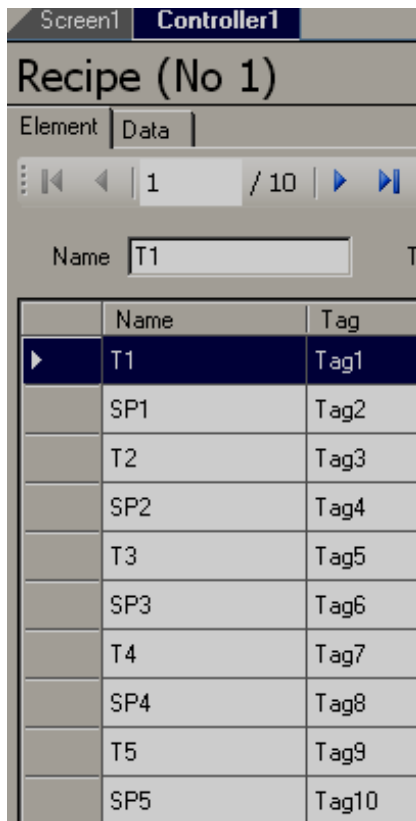 Screen1 Controller1
Recipe (No 1)
Element Data
1 / 10
Name T1 T
Name Tag
T1 Tag1
SP1 Tag2
T2 Tag3
SP2 Tag4
T3 Tag5
SP3 Tag6
T4 Tag7
SP4 Tag8
T5 Tag9
SP5 Tag10